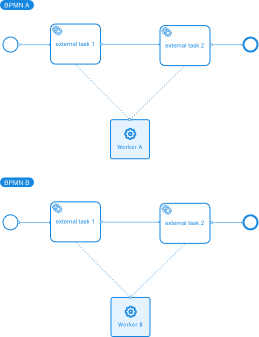 BPMN A
external task 1
external task 2
Worker A
BPMN B
external task 1
external task 2
Worker B